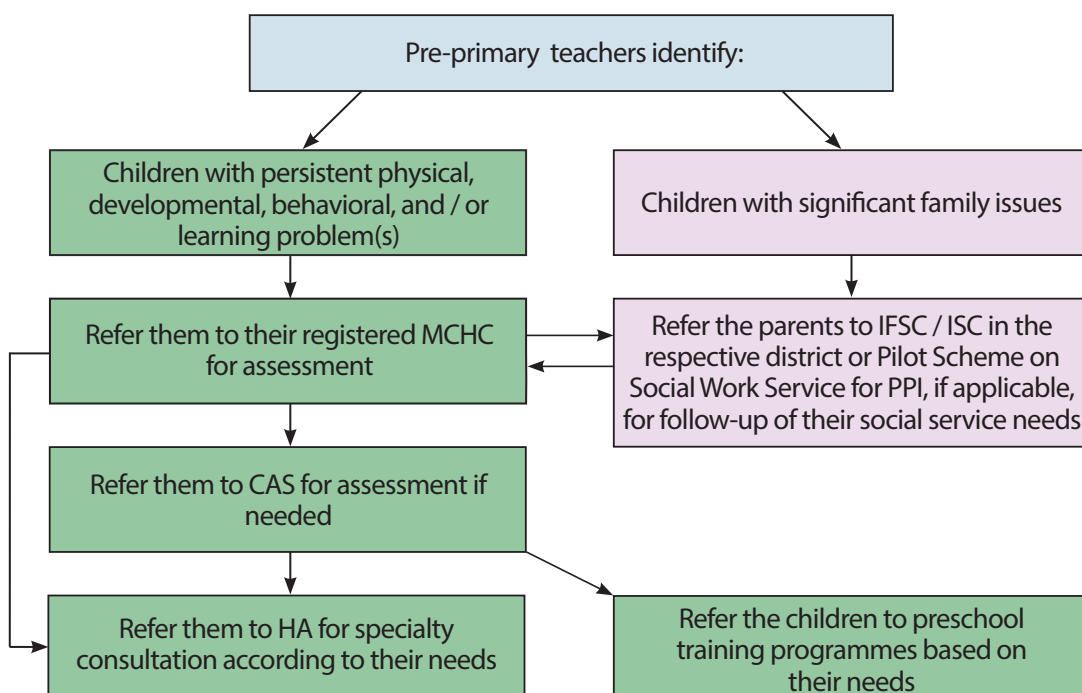 Pre-primary teachers identify:
Children with persistent physical,
developmental, behavioral, and / or
learning problem(s)
Children with significant family issues
Refer them to their registered MCHC
for assessment
Refer the parents to IFSC / ISC in the
respective district or Pilot Scheme on
Social Work Service for PPI, if applicable,
for follow-up of their social service needs
Refer them to CAS for assessment if
needed
Refer them to HA for specialty
consultation according to their needs
Refer the children to preschool
training programmes based on
their needs